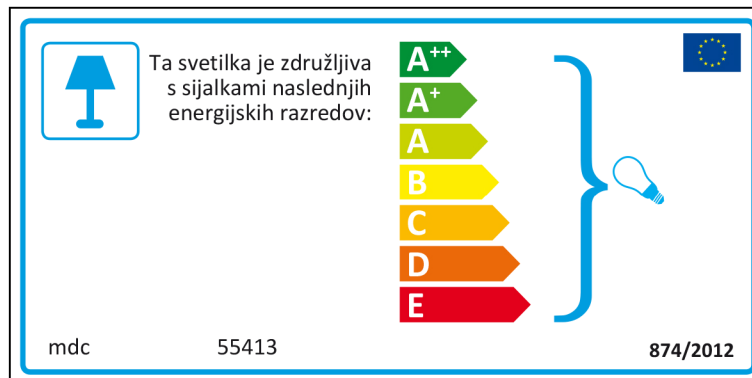 Ta svetilka je združljiva
s sijalkami naslednjih
energijskih razredov:
A++
A+
A
B
C
D
E
mdc 55413 874/2012